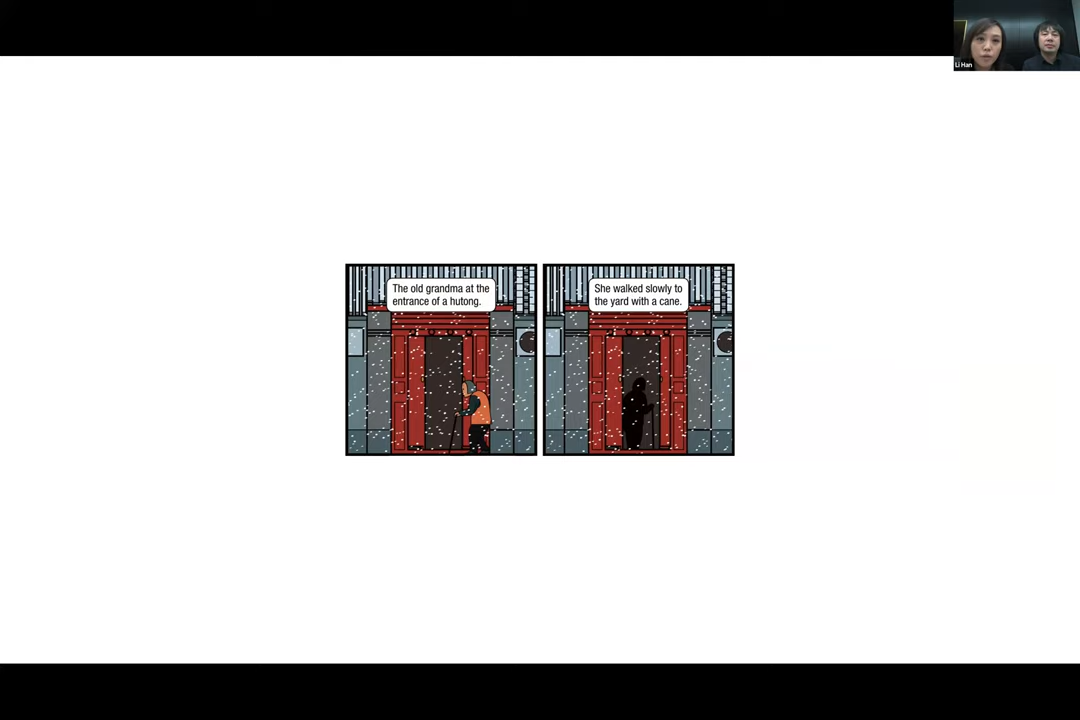 Li Han
The old grandma at the
entrance of a hutong.
She walked slowly to
the yard with a cane.